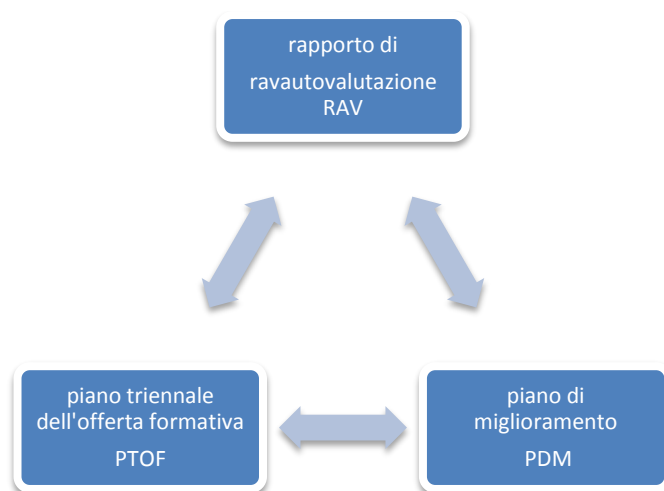 rapporto di
ravautovalutazione
RAV
piano triennale
dell'offerta formativa
PTOF
piano di
miglioramento
PDM